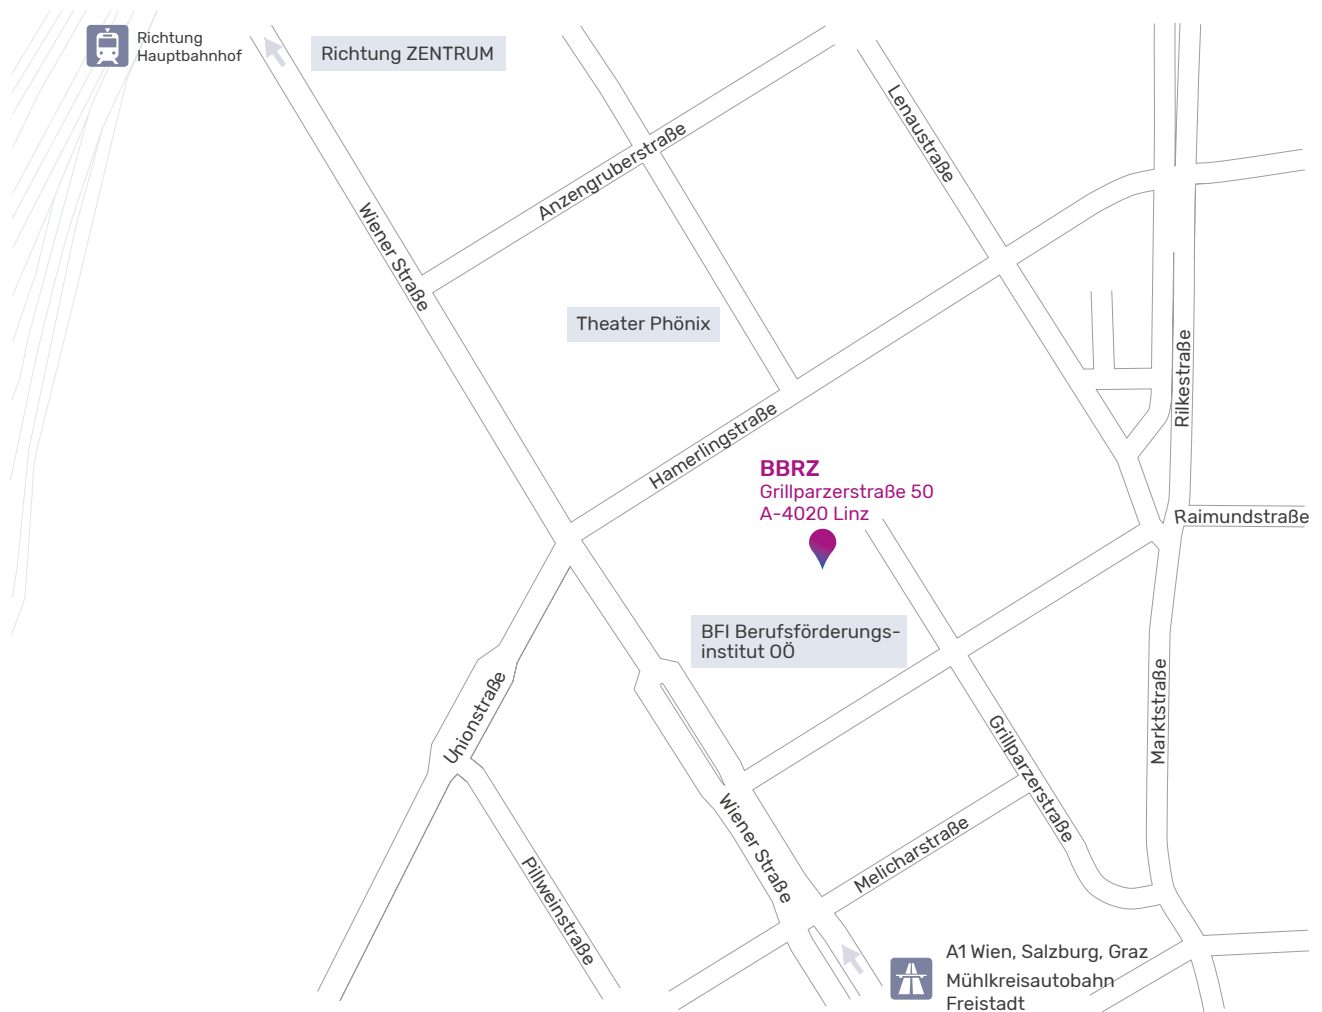 Richtung
Hauptbahnhof
Richtung ZENTRUM
Lenaustraße
Anzengruberstraße
Wiener Straße
Theater Phönix
Rilkestraße
Hamerlingstraße
BBRZ
Grillparzerstraße 50
A-4020 Linz
Raimundstraße
BFI Berufsförderungs-
institut OÖ
Unionstraße
Marktstraße
Grillparzerstraße
Wiener Straße
Melicharstraße
Pillweinstraße
A1 Wien, Salzburg, Graz
Mühlkreisautobahn
Freistadt